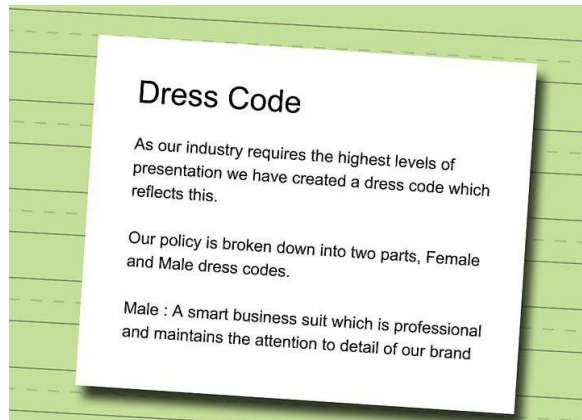 Dress Code
As our industry requires the highest levels of
presentation we have created a dress code which
reflects this.
Our policy is broken down into two parts, Female
and Male dress codes.
Male : A smart business suit which is professional
and maintains the attention to detail of our brand